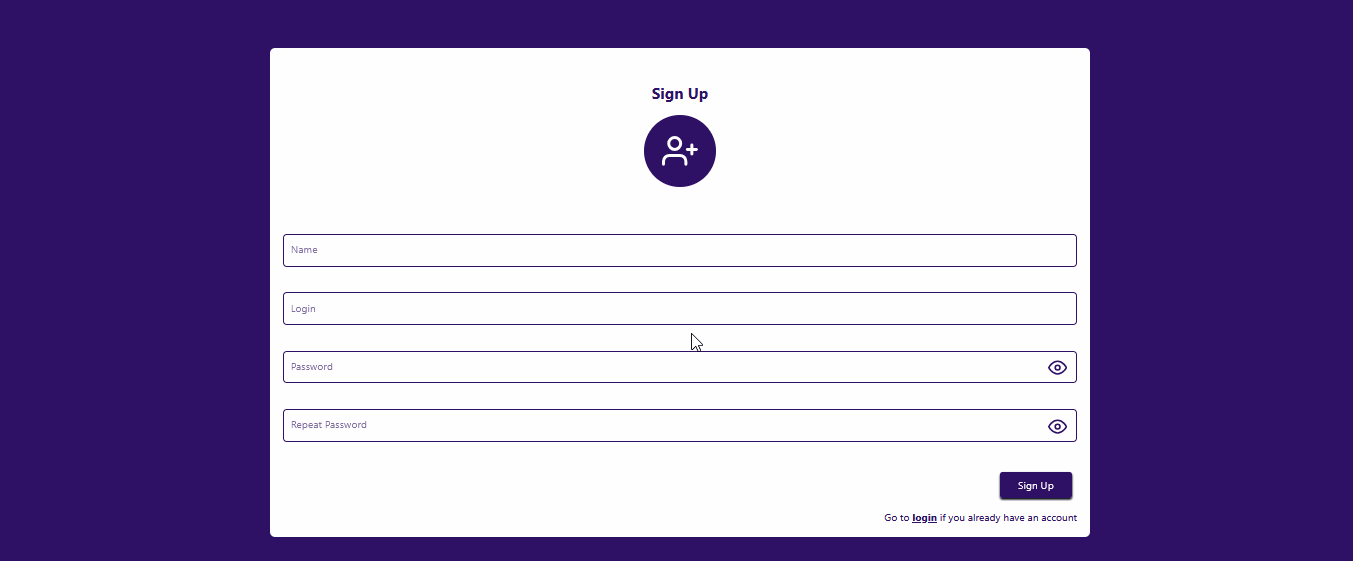 Sign Up
Name
Login
Password
Repeat Password
Sign Up
Go to login if you already have an account